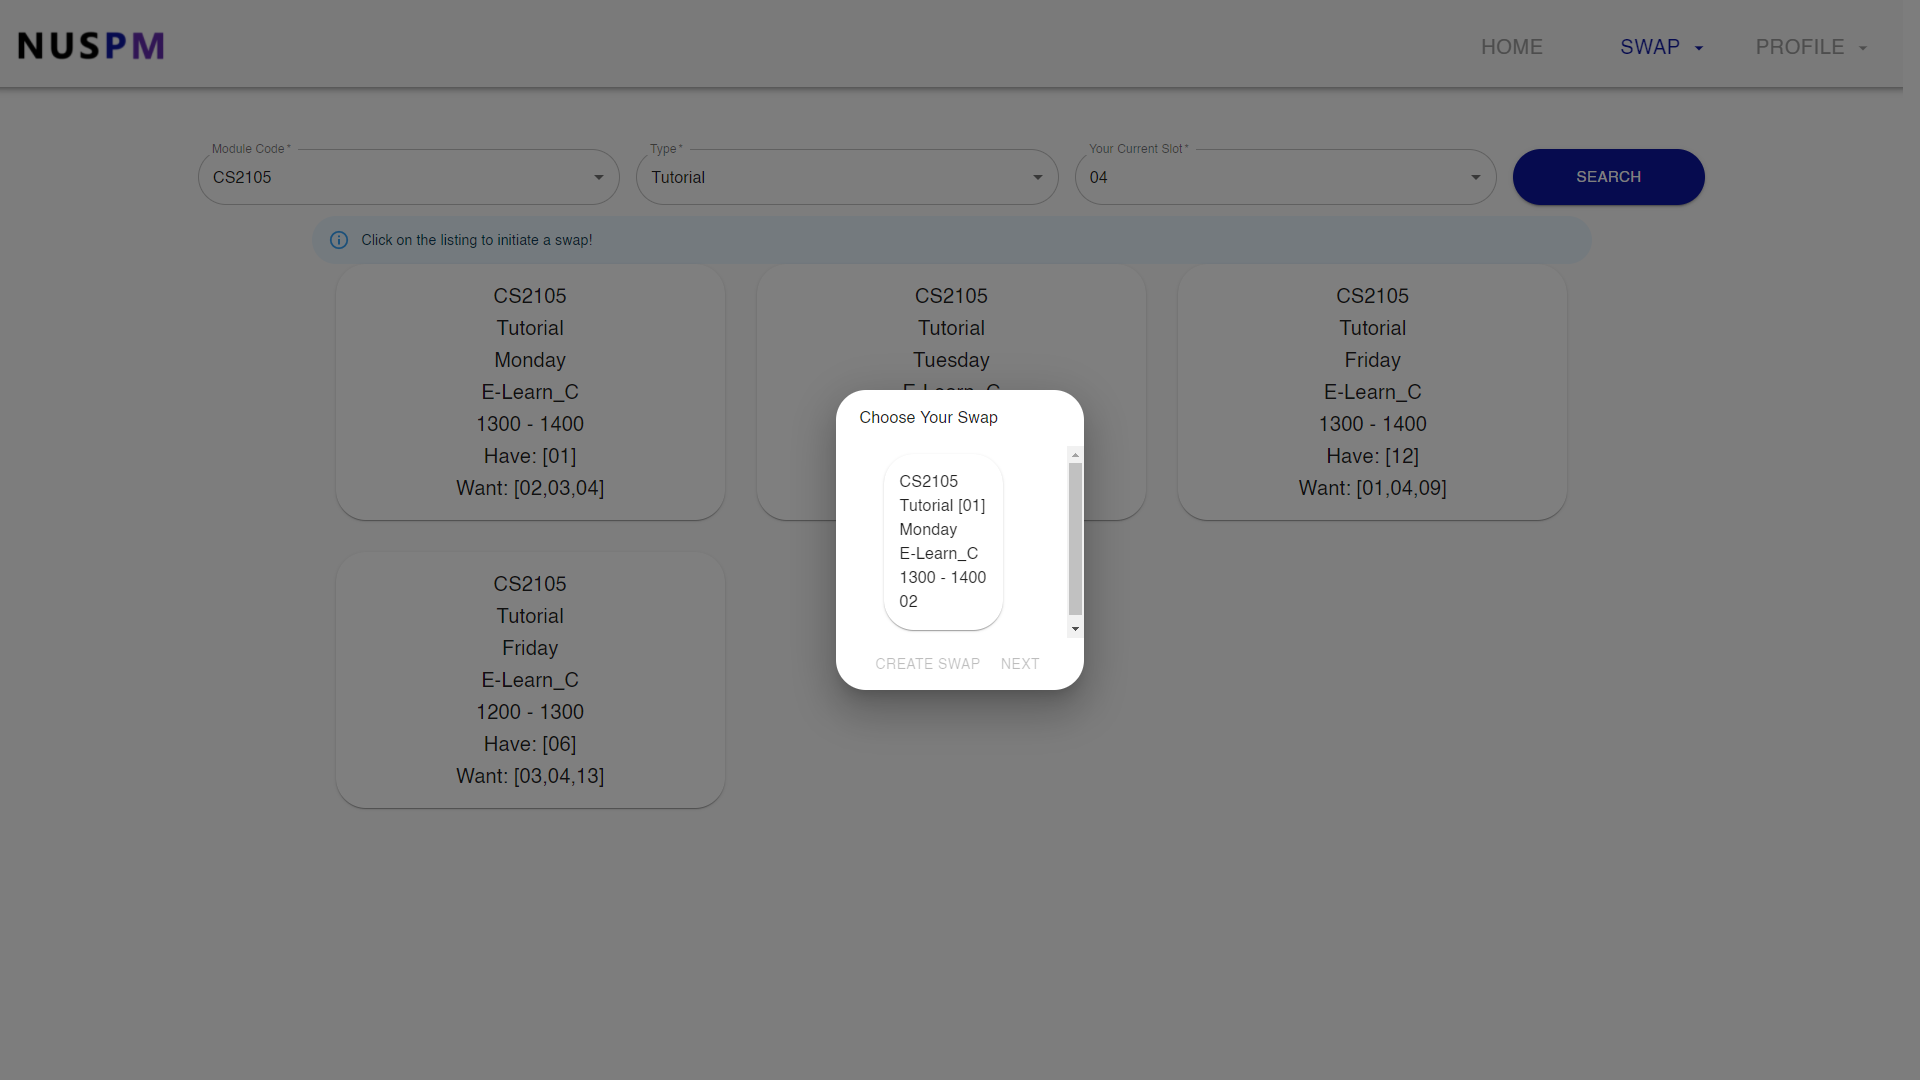 NUSPM
HOME
SWAP
PROFILE
Module Code *
CS2105
Type *
Tutorial
Your Current Slot *
04
SEARCH
Click on the listing to initiate a swap!
CS2105
Tutorial
Monday
E-Learn_C
1300 - 1400
Have: [01]
Want: [02,03,04]
CS2105
Tutorial
Tuesday
E-Learn_C
CS2105
Tutorial
Friday
E-Learn_C
1300 - 1400
Have: [12]
Want: [01,04,09]
CS2105
Tutorial
Friday
E-Learn_C
1200 - 1300
Have: [06]
Want: [03,04,13]
Choose Your Swap
CS2105
Tutorial [01]
Monday
E-Learn_C
1300 - 1400
02
CREATE SWAP
NEXT